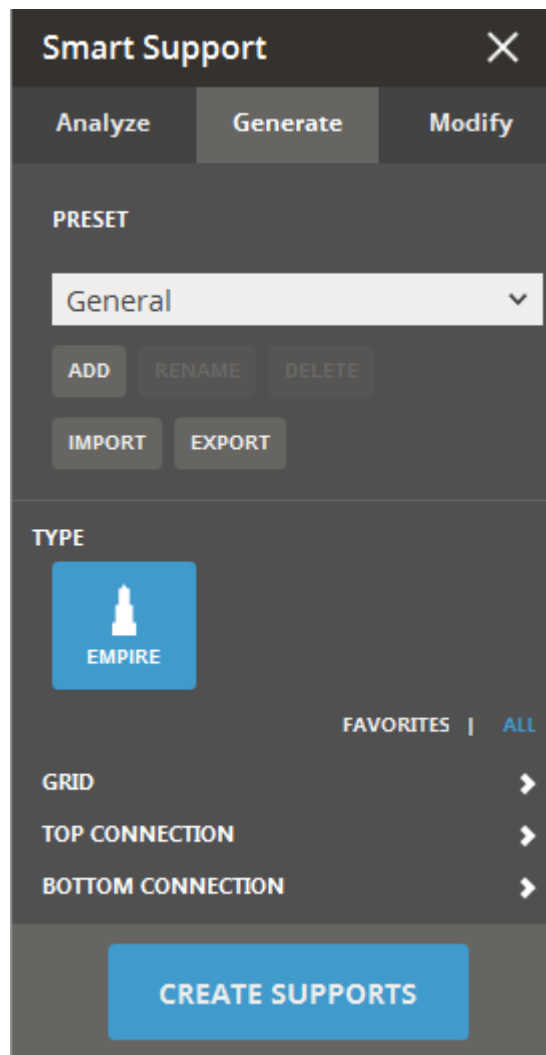 Smart Support
Analyze Generate Modify
PRESET
General
ADD RENAME DELETE
IMPORT EXPORT
TYPE
EMPIRE
FAVORITES | ALL
GRID
TOP CONNECTION
BOTTOM CONNECTION
CREATE SUPPORTS